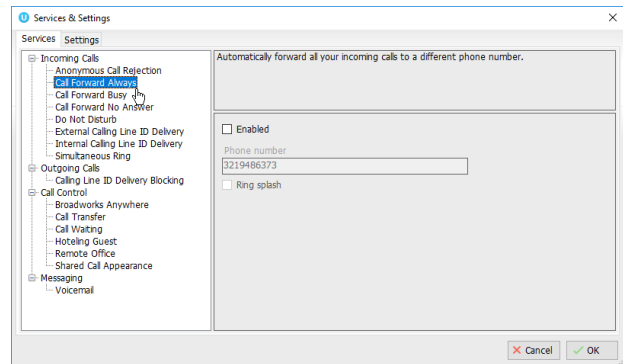 Services & Settings
Services Settings
Incoming Calls
Anonymous Call Rejection
Call Forward Always
Call Forward Busy
Call Forward No Answer
Do Not Disturb
External Calling Line ID Delivery
Internal Calling Line ID Delivery
Simultaneous Ring
Outgoing Calls
Calling Line ID Delivery Blocking
Call Control
Broadworks Anywhere
Call Transfer
Call Waiting
Hoteling Guest
Remote Office
Shared Call Appearance
Messaging
Voicemail
Automatically forward all your incoming calls to a different phone number.
Enabled
Phone number
3219486373
Ring splash
Cancel OK